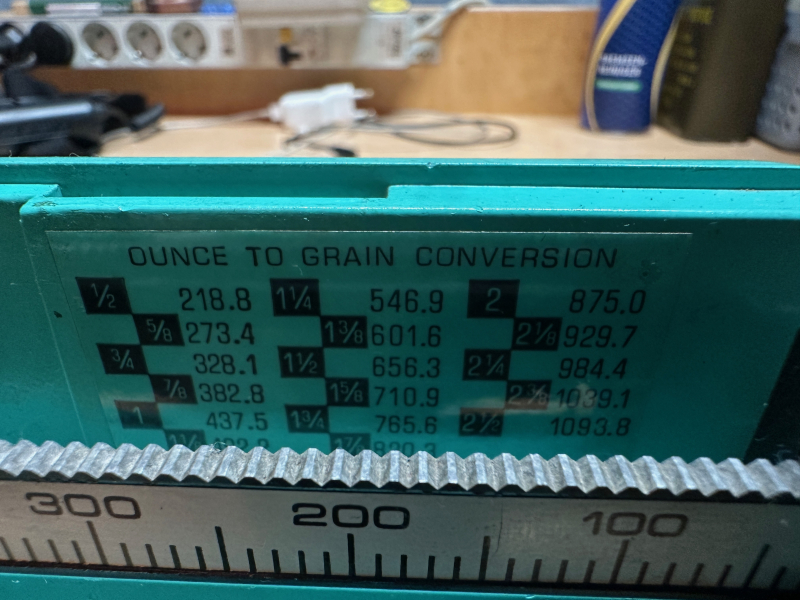 OUNCE TO GRAIN CONVERSION
½ 218.8 1¼ 546.9 2 875.0
⅝ 273.4 1⅜ 601.6 2⅛ 929.7
¾ 328.1 1½ 656.3 2¼ 984.4
⅞ 382.8 1⅝ 710.9 2⅜ 1039.1
1 437.5 1¾ 765.6 2½ 1093.8
300 200 100